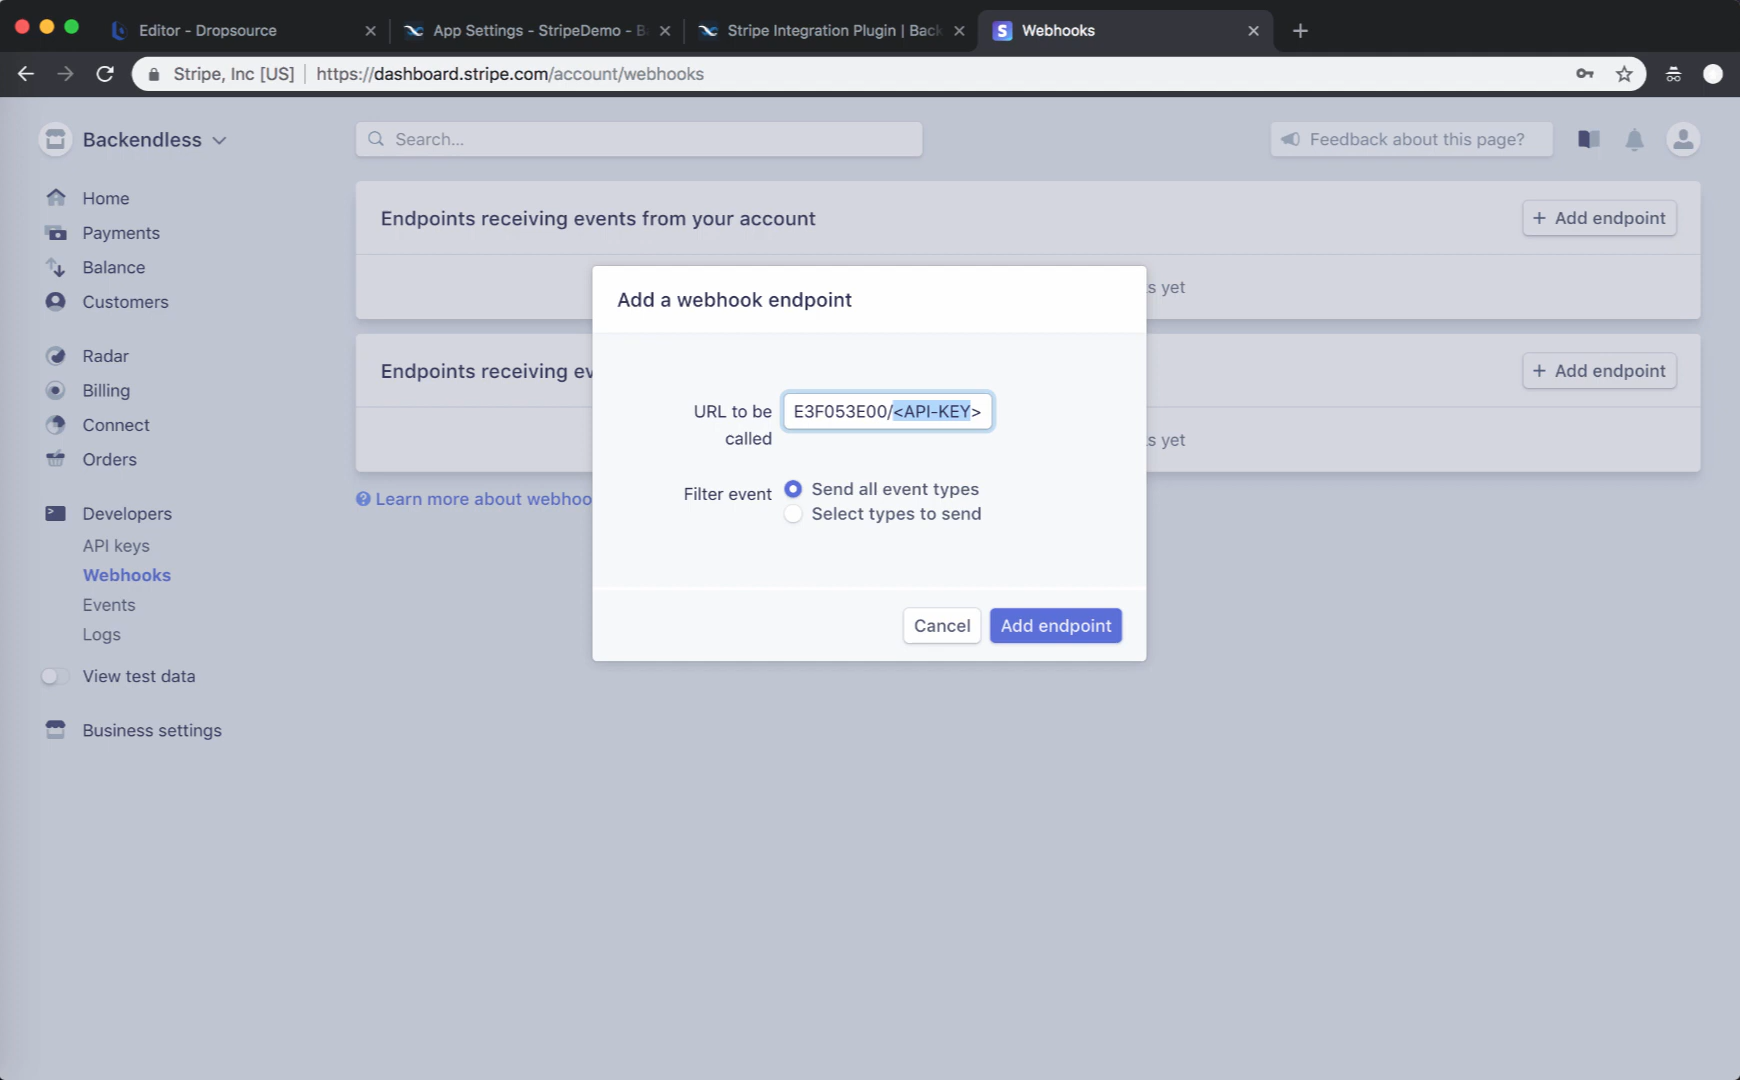 Editor - Dropsource
App Settings - StripeDemo - B
Stripe Integration Plugin | Back
Webhooks
Stripe, Inc [US]
https://dashboard.stripe.com/account/webhooks
Backendless
Search...
Feedback about this page?
Home
Payments
Balance
Customers
Radar
Billing
Connect
Orders
Developers
API keys
Webhooks
Events
Logs
View test data
Business settings
Endpoints receiving events from your account
+ Add endpoint
s yet
Endpoints receiving ev
+ Add endpoint
s yet
Learn more about webhoo
Add a webhook endpoint
URL to be
called
E3F053E00/<API-KEY>
Filter event
Send all event types
Select types to send
Cancel
Add endpoint